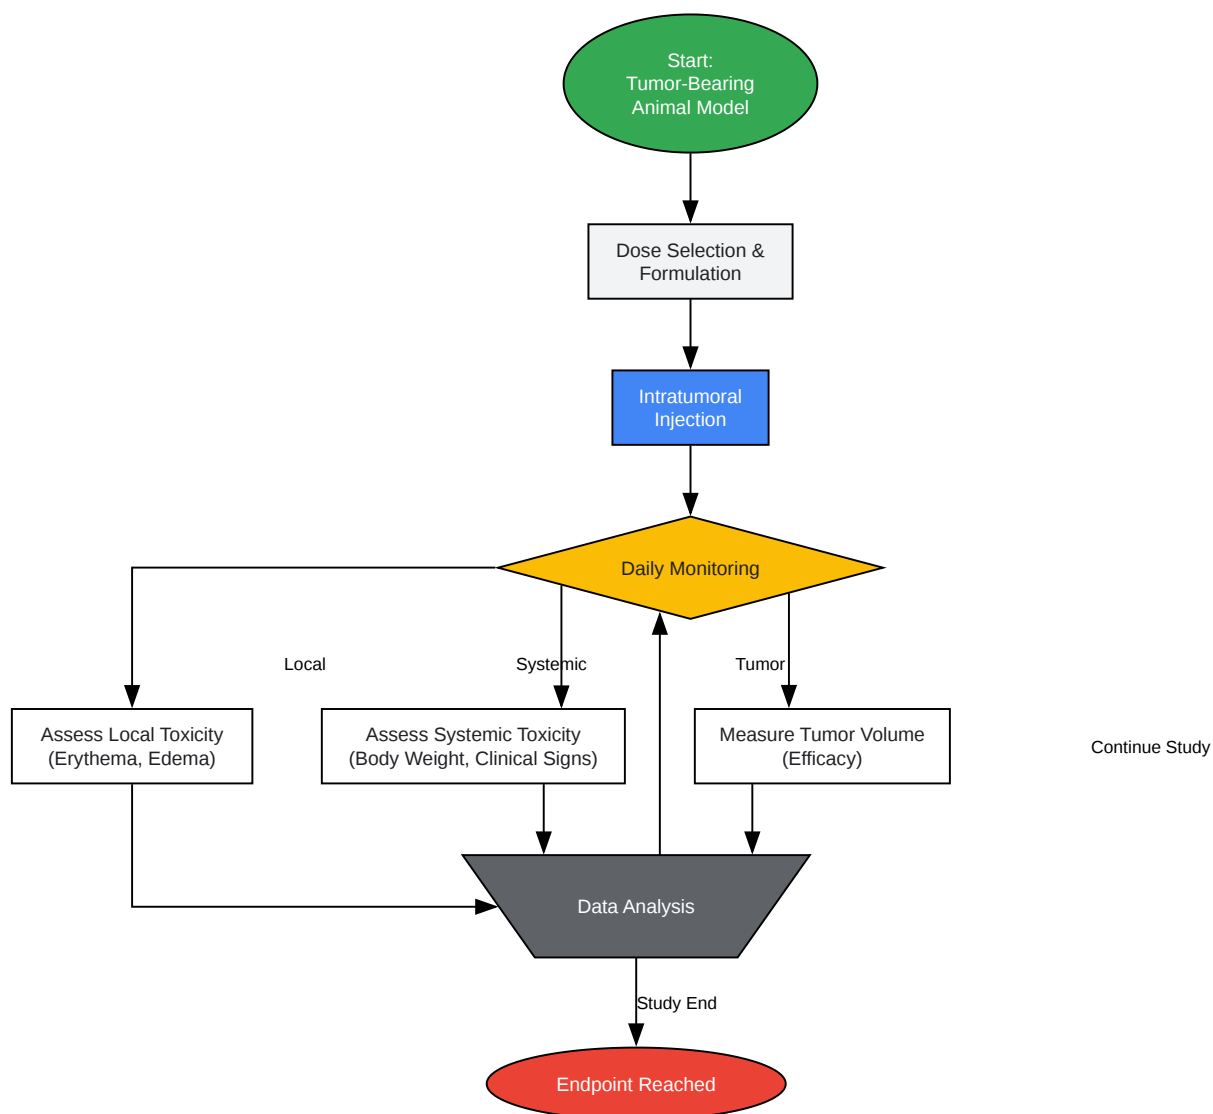 Start:
Tumor-Bearing
Animal Model
Dose Selection &
Formulation
Intratumoral
Injection
Daily Monitoring
Local
Systemic
Tumor
Assess Local Toxicity
(Erythema, Edema)
Assess Systemic Toxicity
(Body Weight, Clinical Signs)
Measure Tumor Volume
(Efficacy)
Continue Study
Data Analysis
Study End
Endpoint Reached